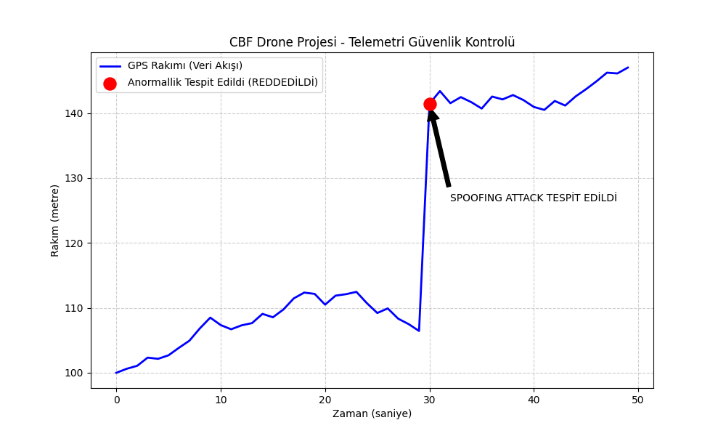 CBF Drone Projesi - Telemetri Güvenlik Kontrolü
GPS Rakımı (Veri Akışı)
Anormallik Tespit Edildi (REDDEDİLDİ)
140
130
120
110
100
Rakım (metre)
SPOOFING ATTACK TESPİT EDİLDİ
0 10 20 30 40 50
Zaman (saniye)